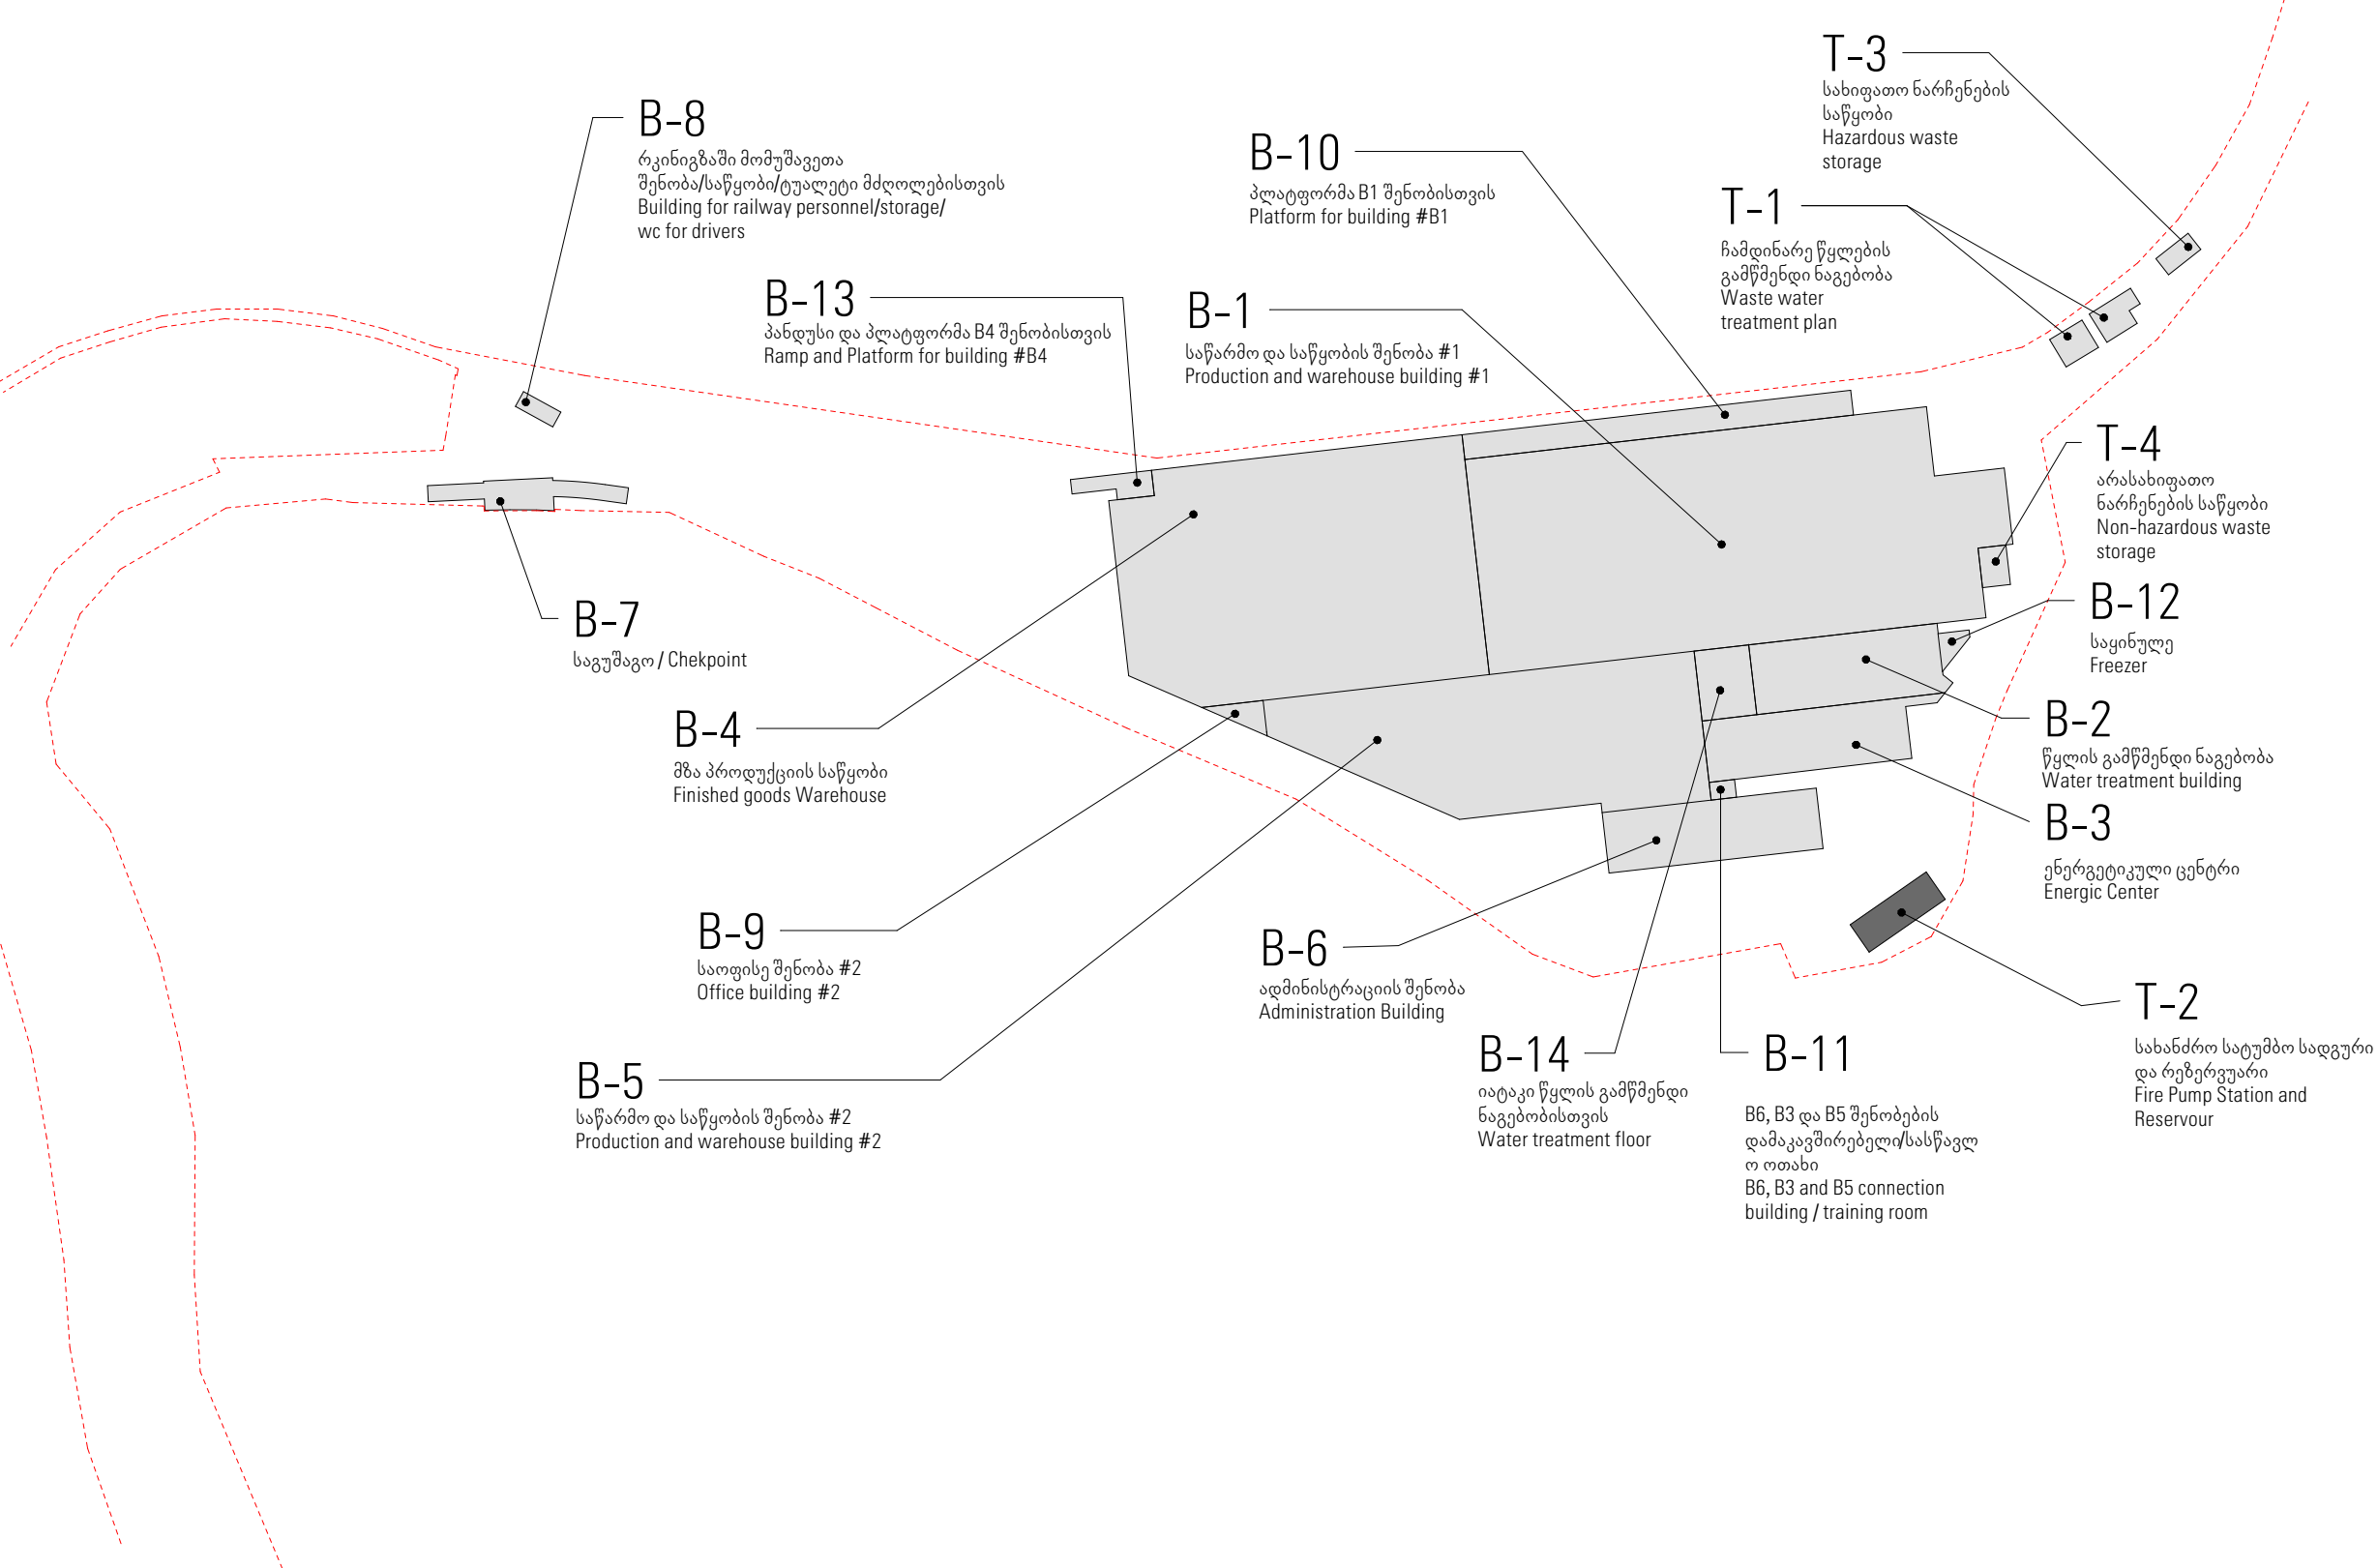 T-3
სახიფათო ნარჩენების
საწყობი
Hazardous waste
storage
B-8
რკინიგზაში მომუშავეთა
შენობა/საწყობი/ტუალეტი მძღოლებისთვის
Building for railway personnel/storage/
wc for drivers
B-10
პლატფორმა B1 შენობისთვის
Platform for building #B1
T-1
ჩამდინარე წყლების
გამწმენდი ნაგებობა
Waste water
treatment plan
B-13
პანდუსი და პლატფორმა B4 შენობისთვის
Ramp and Platform for building #B4
B-1
საწარმო და საწყობის შენობა #1
Production and warehouse building #1
T-4
არასახიფათო
ნარჩენების საწყობი
Non-hazardous waste
storage
B-12
საყინულე
Freezer
B-7
საგუშაგო / Chekpoint
B-4
მზა პროდუქციის საწყობი
Finished goods Warehouse
B-2
წყლის გამწმენდი ნაგებობა
Water treatment building
B-3
ენერგეტიკული ცენტრი
Energic Center
B-9
საოფისე შენობა #2
Office building #2
B-6
ადმინისტრაციის შენობა
Administration Building
T-2
სახანძრო სატუმბო სადგური
და რეზერვუარი
Fire Pump Station and
Reservour
B-5
საწარმო და საწყობის შენობა #2
Production and warehouse building #2
B-14
იატაკი წყლის გამწმენდი
ნაგებობისთვის
Water treatment floor
B-11
B6, B3 და B5 შენობების
დამაკავშირებელი/სასწავლ
ო ოთახი
B6, B3 and B5 connection
building / training room